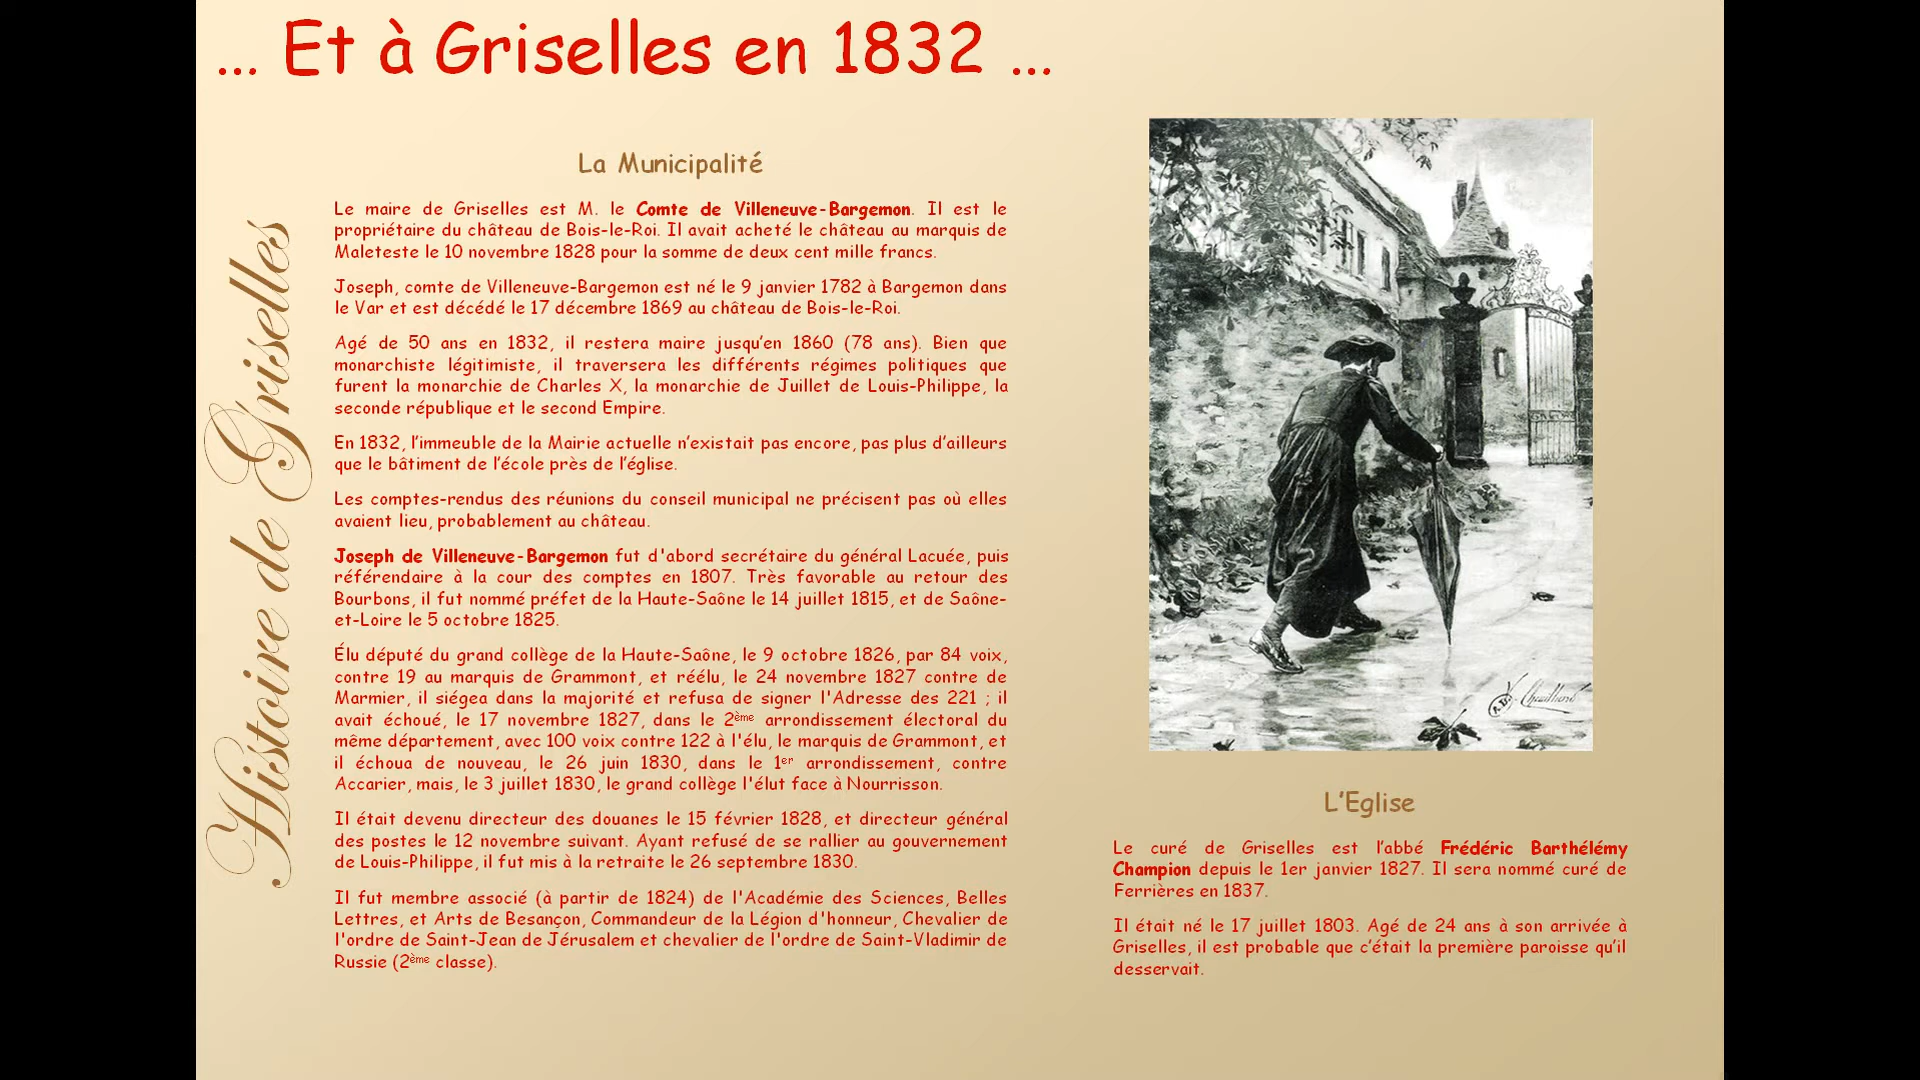 ... Et à Griselles en 1832 ...
Histoire de Griselles
La Municipalité
Le maire de Griselles est M. le Comte de Villeneuve-Bargemon. Il est le
propriétaire du château de Bois-le-Roi. Il avait acheté le château au marquis de
Maleteste le 10 novembre 1828 pour la somme de deux cent mille francs.
Joseph, comte de Villeneuve-Bargemon est né le 9 janvier 1782 à Bargemon dans
le Var et est décédé le 17 décembre 1869 au château de Bois-le-Roi.
Agé de 50 ans en 1832, il restera maire jusqu’en 1860 (78 ans). Bien que
monarchiste légitimiste, il traversera les différents régimes politiques que
furent la monarchie de Charles X, la monarchie de Juillet de Louis-Philippe, la
seconde république et le second Empire.
En 1832, l’immeuble de la Mairie actuelle n’existait pas encore, pas plus d’ailleurs
que le bâtiment de l’école près de l’église.
Les comptes-rendus des réunions du conseil municipal ne précisent pas où elles
avaient lieu, probablement au château.
Joseph de Villeneuve-Bargemon fut d'abord secrétaire du général Lacuée, puis
référendaire à la cour des comptes en 1807. Très favorable au retour des
Bourbons, il fut nommé préfet de la Haute-Saône le 14 juillet 1815, et de Saône-
et-Loire le 5 octobre 1825.
Élu député du grand collège de la Haute-Saône, le 9 octobre 1826, par 84 voix,
contre 19 au marquis de Grammont, et réélu, le 24 novembre 1827 contre de
Marmier, il siégea dans la majorité et refusa de signer l'Adresse des 221 ; il
avait échoué, le 17 novembre 1827, dans le 2ème arrondissement électoral du
même département, avec 100 voix contre 122 à l'élu, le marquis de Grammont, et
il échoua de nouveau, le 26 juin 1830, dans le 1er arrondissement, contre
Accarier, mais, le 3 juillet 1830, le grand collège l'élut face à Nourrisson.
Il était devenu directeur des douanes le 15 février 1828, et directeur général
des postes le 12 novembre suivant. Ayant refusé de se rallier au gouvernement
de Louis-Philippe, il fut mis à la retraite le 26 septembre 1830.
Il fut membre associé (à partir de 1824) de l'Académie des Sciences, Belles
Lettres, et Arts de Besançon, Commandeur de la Légion d'honneur, Chevalier de
l'ordre de Saint-Jean de Jérusalem et chevalier de l'ordre de Saint-Vladimir de
Russie (2ème classe).
L’Eglise
Le curé de Griselles est l’abbé Frédéric Barthélémy
Champion depuis le 1er janvier 1827. Il sera nommé curé de
Ferrières en 1837.
Il était né le 17 juillet 1803. Agé de 24 ans à son arrivée à
Griselles, il est probable que c’était la première paroisse qu’il
desservait.